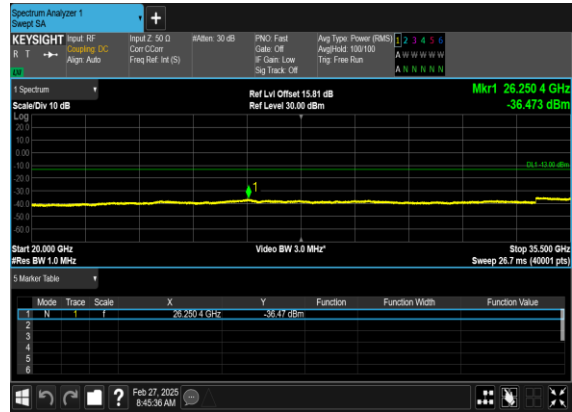 Spectrum Analyzer 1
Swept SA
+
KEYSIGHT Input: RF Input Z: 50 Ω #Atten: 30 dB PNO: Fast Avg Type: Power (RMS) 1 2 3 4 5 6
R T Coupling: DC Corr CCorr Gate: Off Avg|Hold: 100/100 A W W W W W
Align: Auto Freq Ref: Int (S) IF Gain: Low Trig: Free Run
Sig Track: Off A N N N N N
1 Spectrum Ref Lvl Offset 15.81 dB Mkr1 26.250 4 GHz
Scale/Div 10 dB Ref Level 30.00 dBm -36.473 dBm
Log
20.0
10.0
0.00
-10.0 DL1 -13.00 dBm
-20.0
-30.0 1
-40.0
-50.0
-60.0
Start 20.000 GHz Video BW 3.0 MHz* Stop 35.500 GHz
#Res BW 1.0 MHz Sweep 26.7 ms (40001 pts)
5 Marker Table
Mode Trace Scale X Y Function Function Width Function Value
1 N 1 f 26.250 4 GHz -36.47 dBm
2
3
4
5
6
? Feb 27, 2025
8:45:36 AM